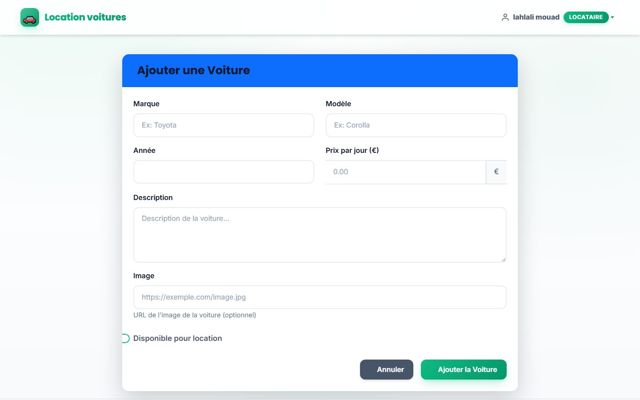 Location voitures
lahlali mouad LOCATAIRE
Ajouter une Voiture
Marque Modèle
Ex: Toyota Ex: Corolla
Année Prix par jour (€)
0.00 €
Description
Description de la voiture...
Image
https://exemple.com/image.jpg
URL de l'image de la voiture (optionnel)
Disponible pour location
Annuler Ajouter la Voiture